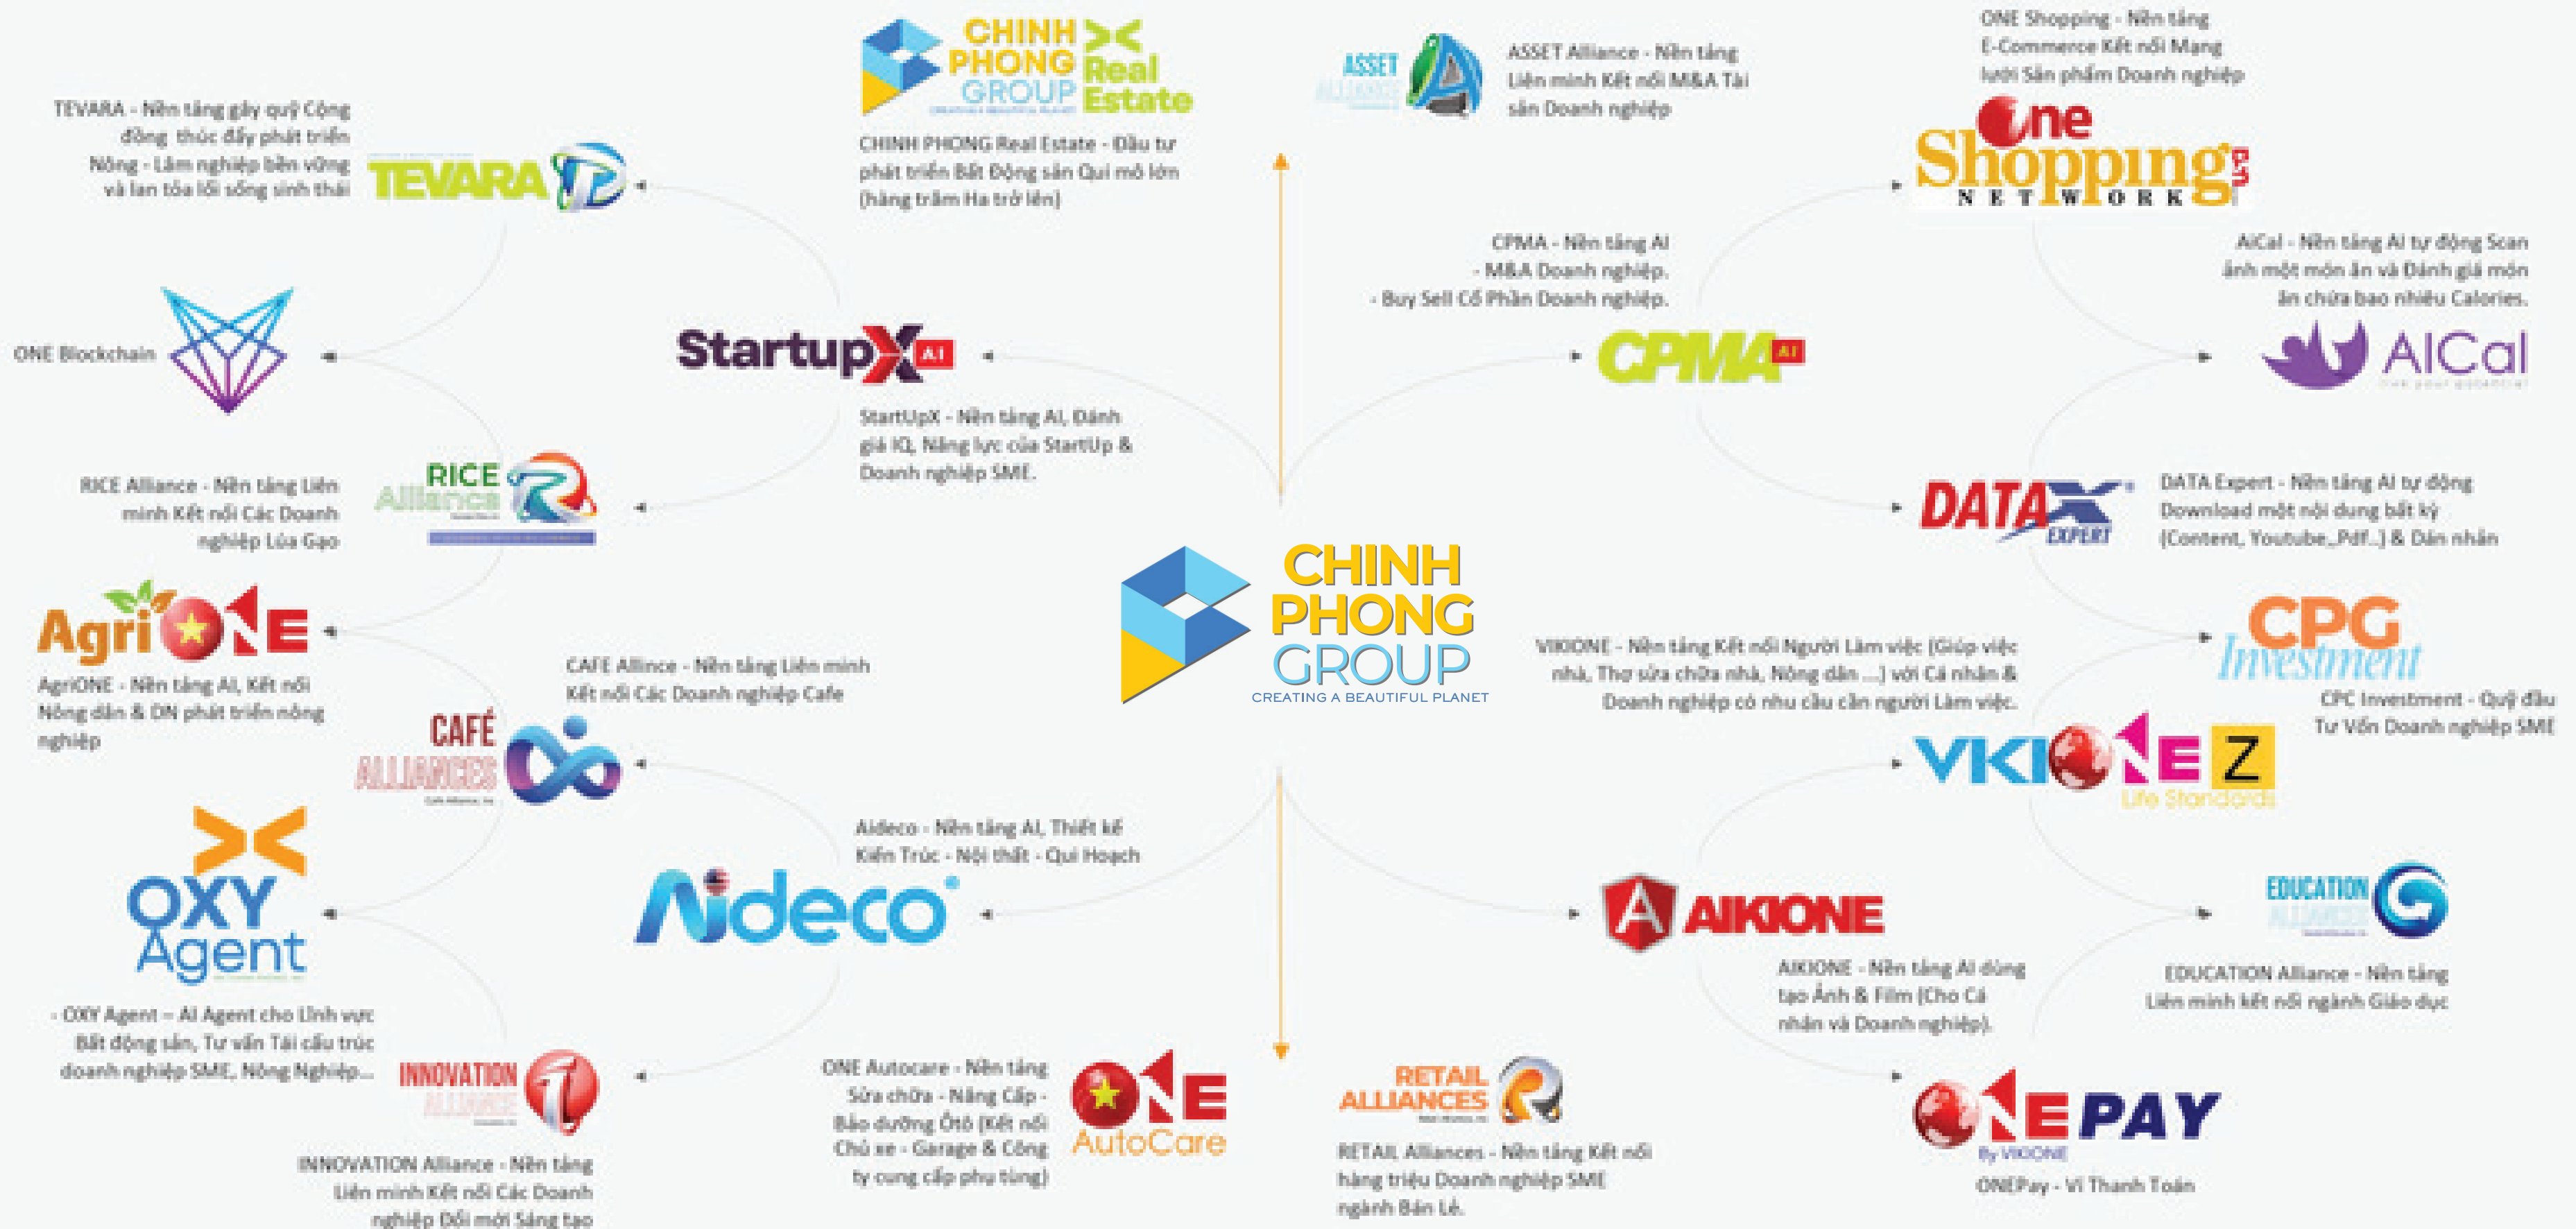 TEVARA - Nền tảng gây quỹ Cộng
đồng thúc đẩy phát triển
Nông - Lâm nghiệp bền vững
và lan tỏa lối sống sinh thái
TEVARA
CHINH
PHONG
GROUP
CREATING A BEAUTIFUL PLANET
Real
Estate
CHINH PHONG Real Estate - Đầu tư
phát triển Bất Động sản Qui mô lớn
(hàng trăm Ha trở lên)
ASSET
ALLIANCE
ASSET Alliance - Nền tảng
Liên minh Kết nối M&A Tài
sản Doanh nghiệp
ONE Shopping - Nền tảng
E-Commerce Kết nối Mạng
lưới Sản phẩm Doanh nghiệp
One
Shopping
NETWORK
ONE Blockchain
StartupX AI
StartUpX - Nền tảng AI, Đánh
giá IQ, Năng lực của StartUp &
Doanh nghiệp SME.
CPMA - Nền tảng AI
- M&A Doanh nghiệp.
- Buy Sell Cổ Phần Doanh nghiệp.
CPMA AI
AiCal - Nền tảng AI tự động Scan
ảnh một món ăn và Đánh giá món
ăn chứa bao nhiêu Calories.
AICal
live your potential
RICE Alliance - Nền tảng Liên
minh Kết nối Các Doanh
nghiệp Lúa Gạo
RICE
Alliance
DATAX
EXPERT
DATA Expert - Nền tảng AI tự động
Download một nội dung bất kỳ
(Content, Youtube,,Pdf..) & Dán nhãn
AgriONE
AgriONE - Nền tảng AI, Kết nối
Nông dân & DN phát triển nông
nghiệp
CHINH
PHONG
GROUP
CREATING A BEAUTIFUL PLANET
CPG
Investment
CPC Investment - Quỹ đầu
Tư Vốn Doanh nghiệp SME
CAFE Allince - Nền tảng Liên minh
Kết nối Các Doanh nghiệp Cafe
CAFÉ
ALLIANCES
Café Alliance, Inc
VIKIONE - Nền tảng Kết nối Người Làm việc (Giúp việc
nhà, Thợ sửa chữa nhà, Nông dân ...) với Cá nhân &
Doanh nghiệp có nhu cầu cần người Làm việc.
VKIONE Z
Life Standards
OXY
Agent
- OXY Agent – AI Agent cho Lĩnh vực
Bất động sản, Tư vấn Tái cấu trúc
doanh nghiệp SME, Nông Nghiệp...
Aideco - Nền tảng AI, Thiết kế
Kiến Trúc - Nội thất - Qui Hoạch
Aideco
AIKIONE
AIKIONE - Nền tảng AI dùng
tạo Ảnh & Film (Cho Cá
nhân và Doanh nghiệp).
EDUCATION
ALLIANCES
EDUCATION Alliance - Nền tảng
Liên minh kết nối ngành Giáo dục
INNOVATION
ALLIANCE
INNOVATION Alliance - Nền tảng
Liên minh Kết nối Các Doanh
nghiệp Đổi mới Sáng tạo
ONE Autocare - Nền tảng
Sửa chữa - Nâng Cấp -
Bảo dưỡng Ôtô (Kết nối
Chủ xe - Garage & Công
ty cung cấp phụ tùng)
ONE
AutoCare
RETAIL
ALLIANCES
RETAIL Alliances - Nền tảng Kết nối
hàng triệu Doanh nghiệp SME
ngành Bán Lẻ.
ONE PAY
By VIKIONE
ONEPay - Ví Thanh Toán